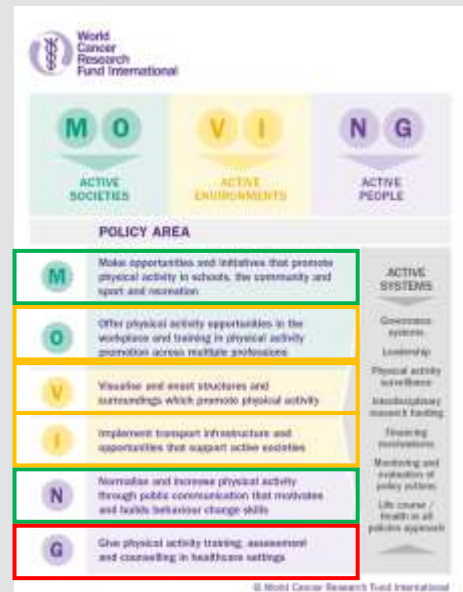 World
Cancer
Research
Fund International
M O V I N G
ACTIVE
SOCIETIES
ACTIVE
ENVIRONMENTS
ACTIVE
PEOPLE
POLICY AREA
M
Make opportunities and initiatives that promote
physical activity in schools, the community and
sport and recreation
O
Offer physical activity opportunities in the
workplace and training in physical activity
promotion across multiple professions
V
Visualise and enact structures and
surroundings which promote physical activity
I
Implement transport infrastructure and
opportunities that support active societies
N
Normalise and increase physical activity
through public communication that motivates
and builds behaviour change skills
G
Give physical activity training, assessment
and counselling in healthcare settings
ACTIVE
SYSTEMS
Governance
systems
Leadership
Physical activity
surveillance
Interdisciplinary
research funding
Financing
mechanisms
Monitoring and
evaluation of
policy actions
Life course /
Health in all
policies approach
© World Cancer Research Fund International